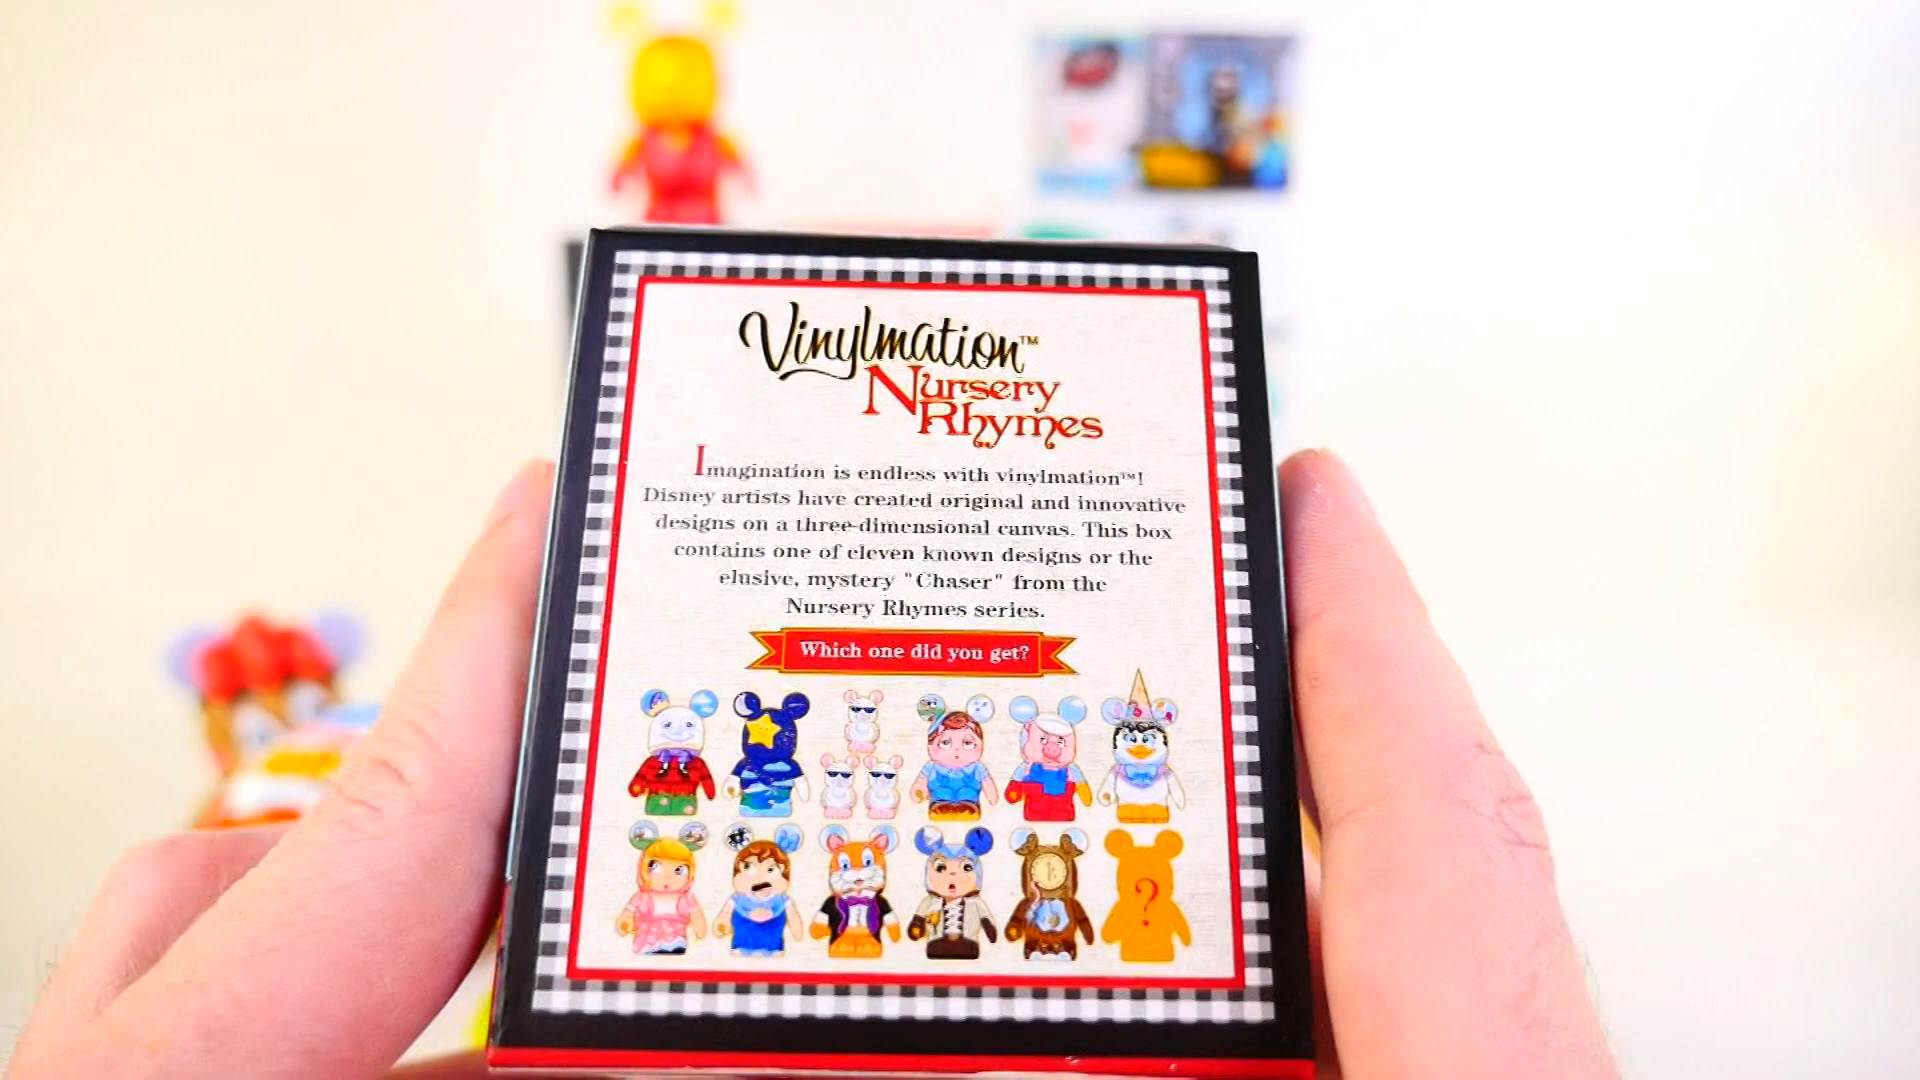 Vinylmation™
Nursery
Rhymes
Imagination is endless with vinylmation™!
Disney artists have created original and innovative
designs on a three-dimensional canvas. This box
contains one of eleven known designs or the
elusive, mystery "Chaser" from the
Nursery Rhymes series.
Which one did you get?
?